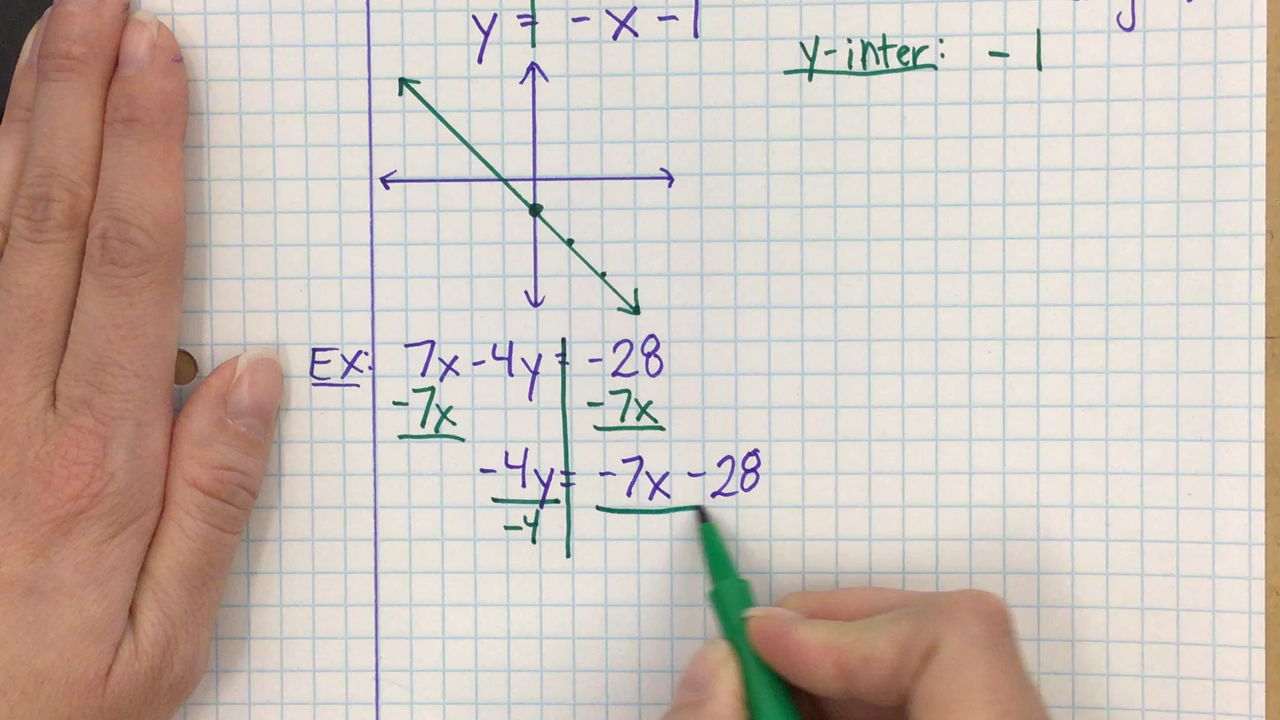 y = -x - 1
y-inter: -1
Ex: 7x - 4y = -28
-7x -7x
-4y = -7x - 28
-4